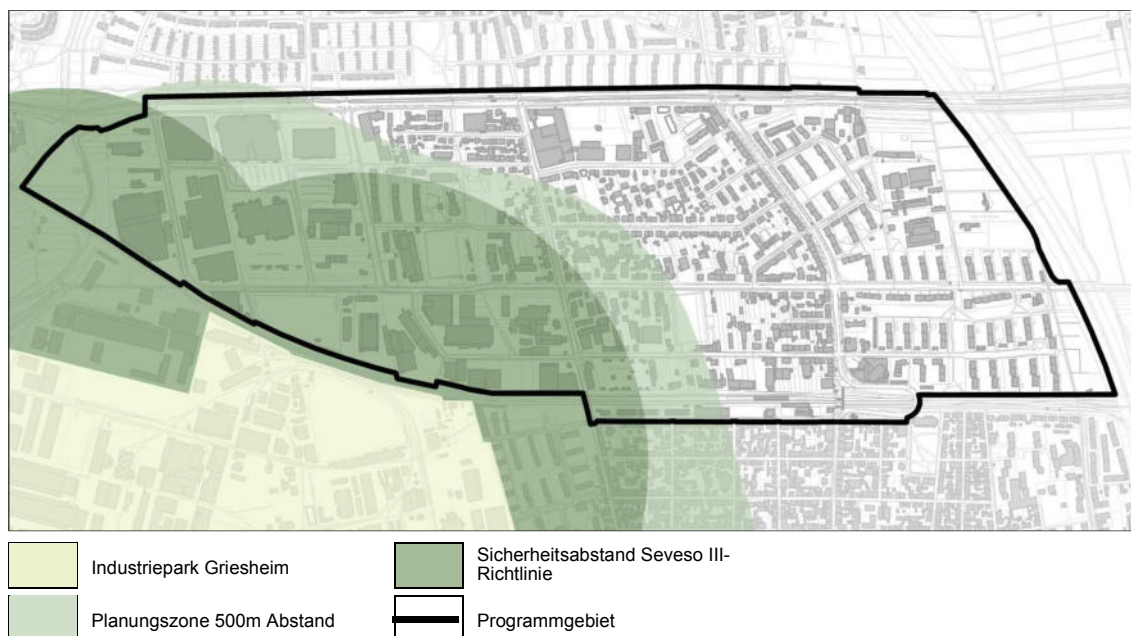 Industriepark Griesheim
Sicherheitsabstand Seveso III-
Richtlinie
Planungszone 500m Abstand
Programmgebiet